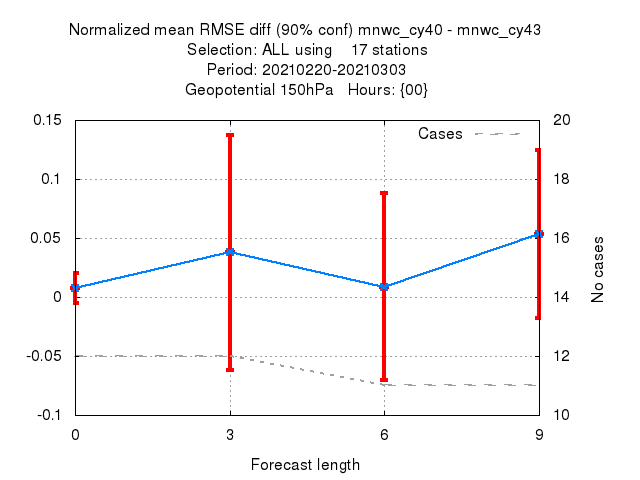 Normalized mean RMSE diff (90% conf) mnwc_cy40 - mnwc_cy43
Selection: ALL using    17 stations
Period: 20210220-20210303
Geopotential 150hPa   Hours: {00}
Cases
0.15
0.1
0.05
0
-0.05
-0.1
20
18
16
14
12
10
No cases
0
3
6
9
Forecast length